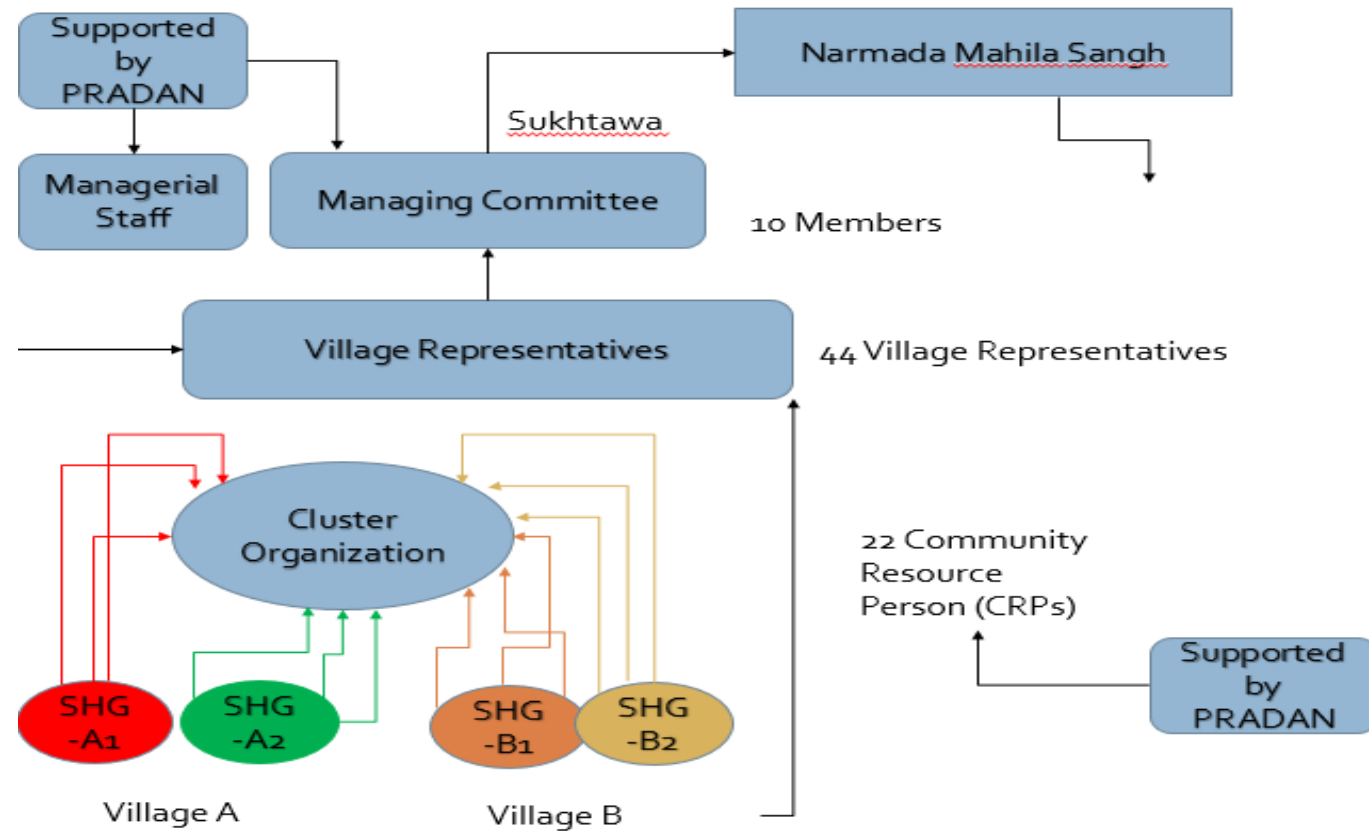 Supported
by
PRADAN
Narmada Mahila Sangh
Sukhtawa
Managerial
Staff
Managing Committee
10 Members
Village Representatives
44 Village Representatives
Cluster
Organization
22 Community
Resource
Person (CRPs)
Supported
by
PRADAN
SHG
-A1
SHG
-A2
SHG
-B1
SHG
-B2
Village A
Village B